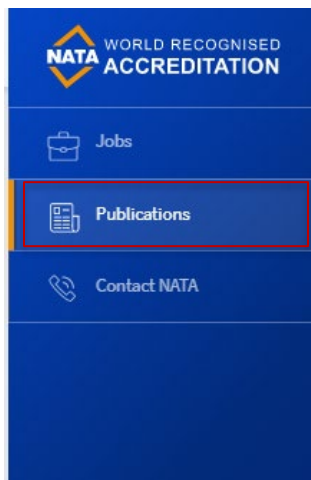 NATA
WORLD RECOGNISED
ACCREDITATION
Jobs
Publications
Contact NATA